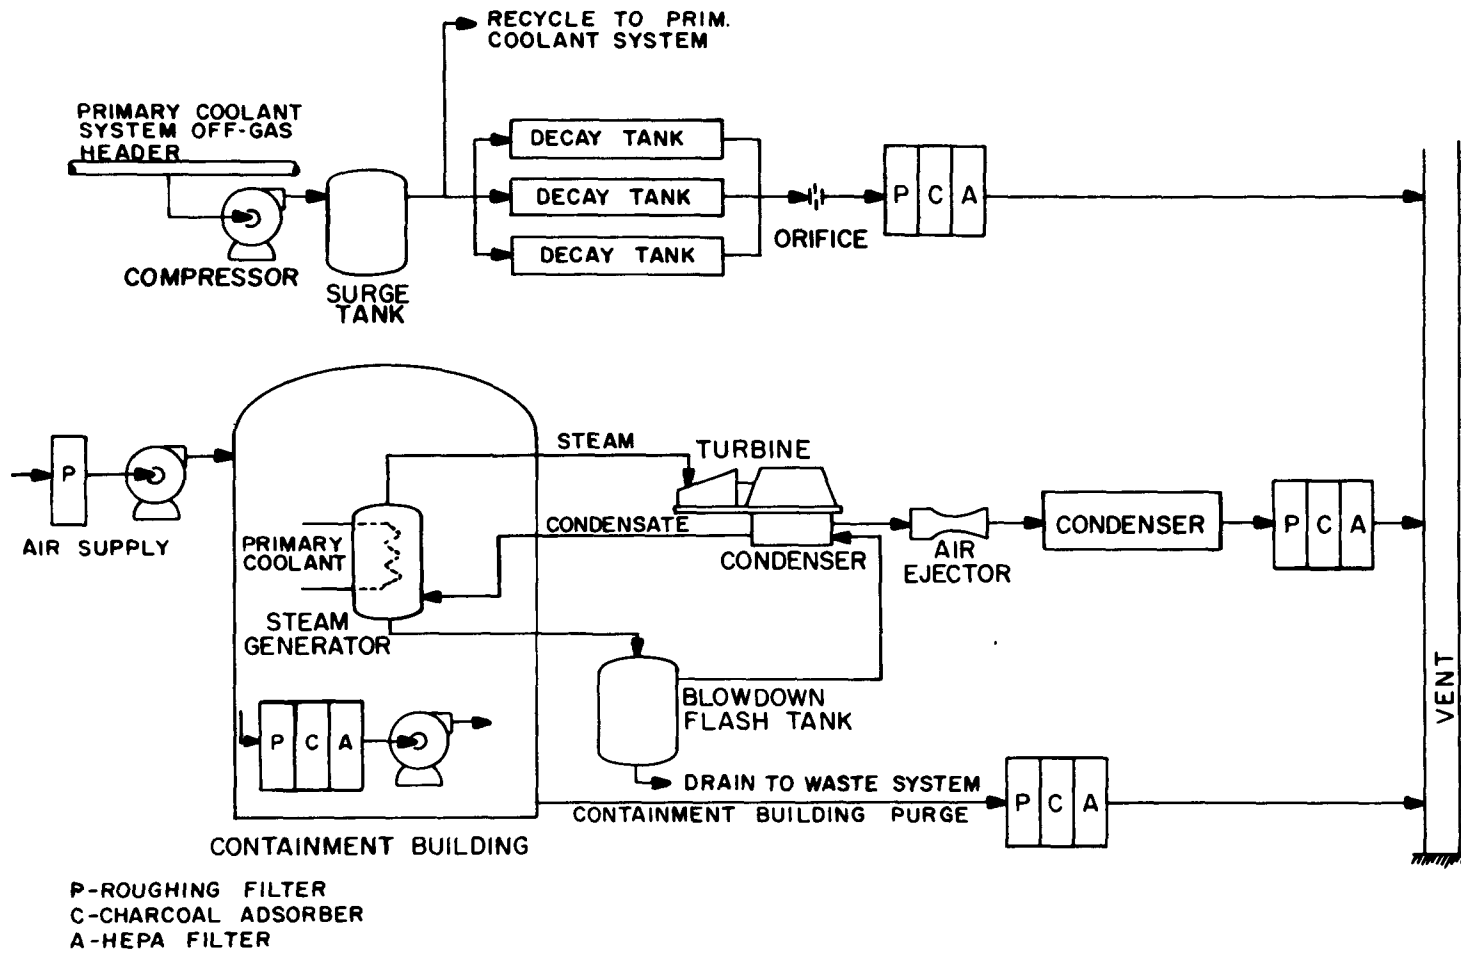 RECYCLE TO PRIM.
COOLANT SYSTEM
PRIMARY COOLANT
SYSTEM OFF-GAS
HEADER
COMPRESSOR
SURGE
TANK
DECAY TANK
DECAY TANK
DECAY TANK
ORIFICE
P C A
P
AIR SUPPLY
STEAM
TURBINE
CONDENSATE
CONDENSER
PRIMARY
COOLANT
STEAM
GENERATOR
AIR
EJECTOR
CONDENSER
P C A
BLOWDOWN
FLASH TANK
P C A
DRAIN TO WASTE SYSTEM
CONTAINMENT BUILDING PURGE
P C A
VENT
CONTAINMENT BUILDING
P-ROUGHING FILTER
C-CHARCOAL ADSORBER
A-HEPA FILTER